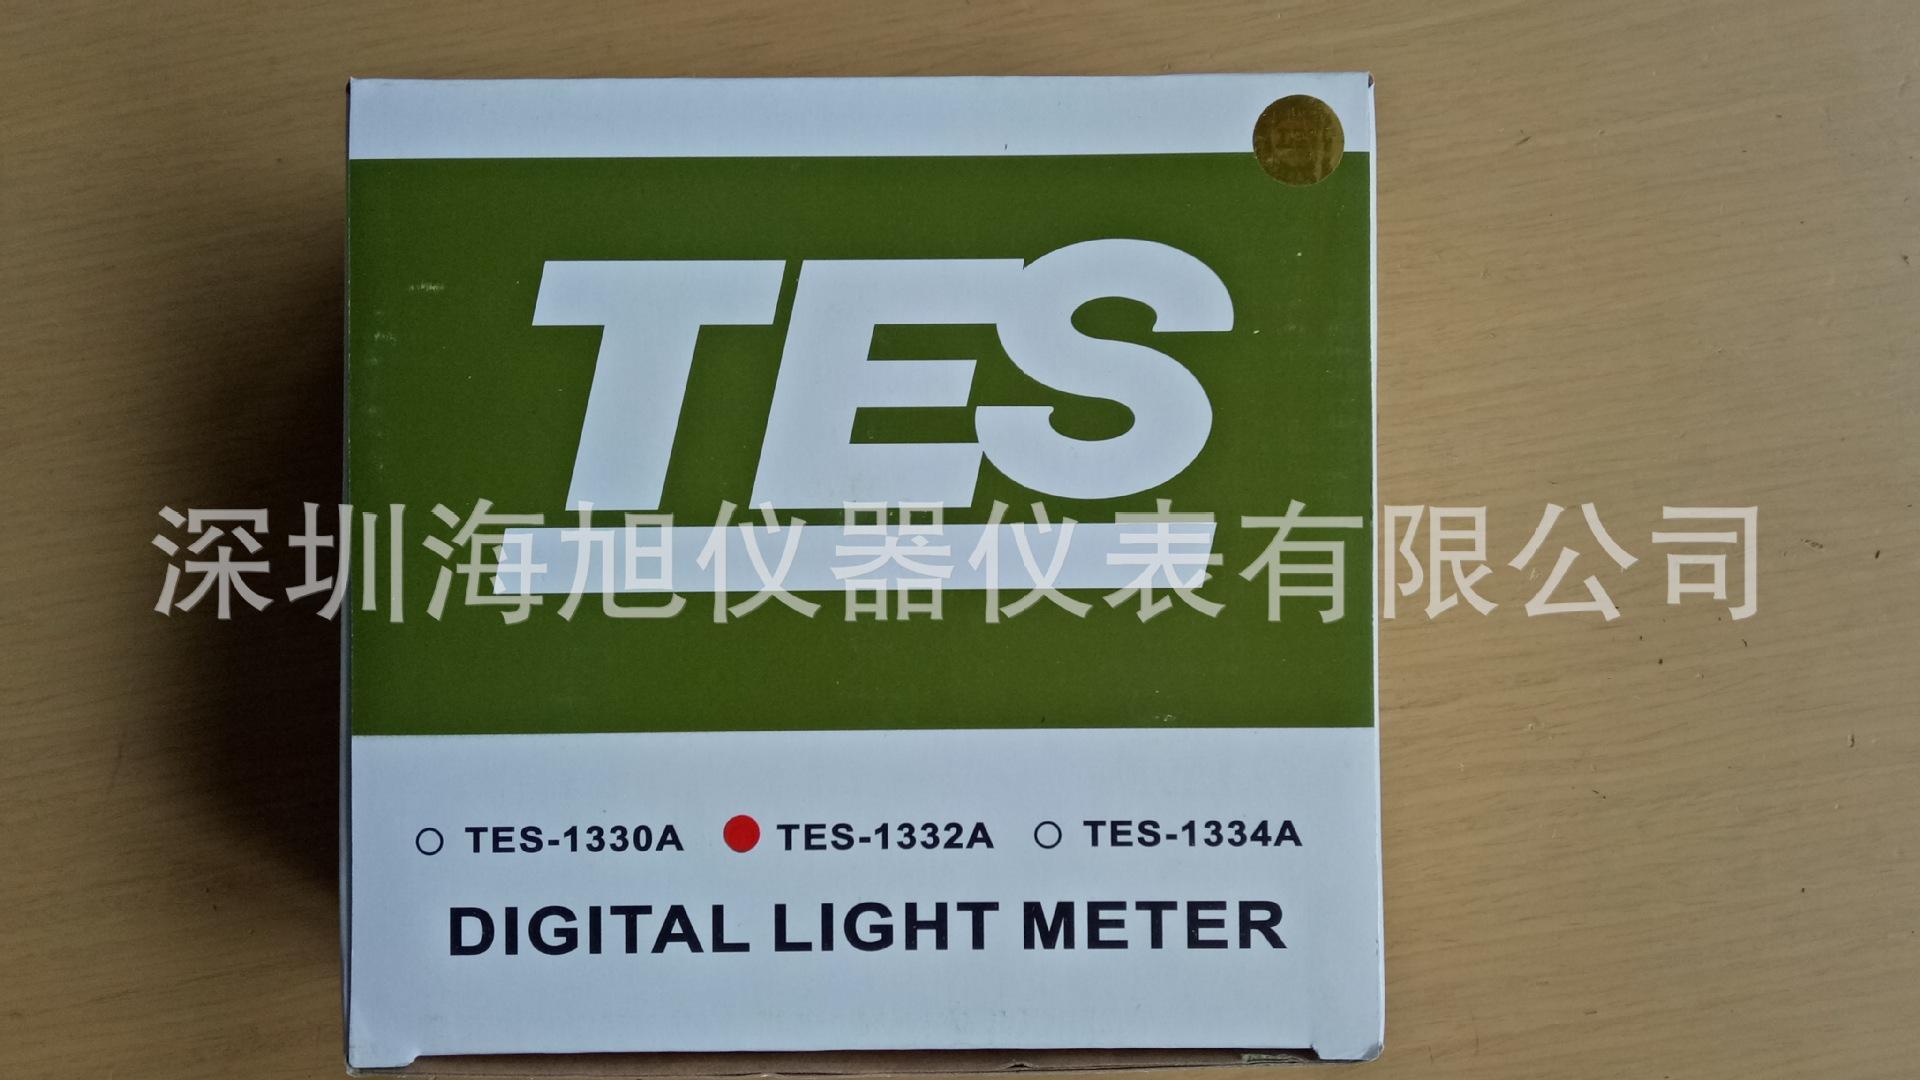 TES
深圳海旭仪器仪表有限公司
TES-1330A TES-1332A TES-1334A
DIGITAL LIGHT METER